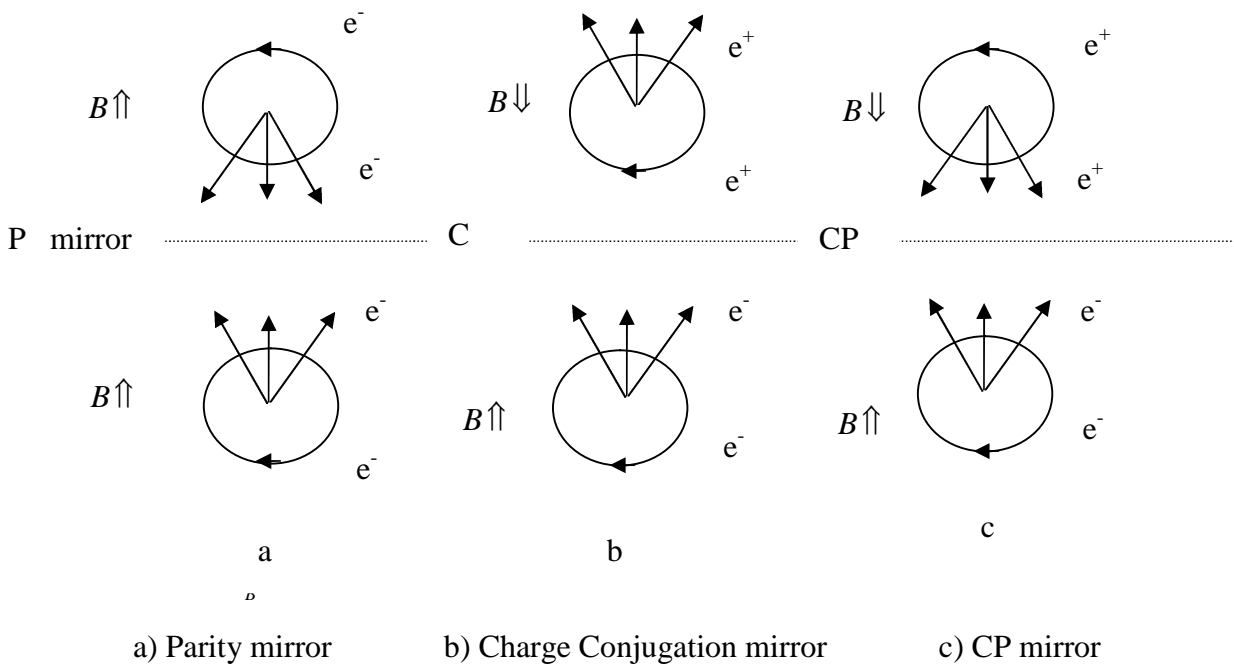 e⁻ e⁺ e⁺
B⇑ B⇓ B⇓
e⁻ e⁺ e⁺
P mirror C CP
e⁻ e⁻ e⁻
B⇑ B⇑ B⇑
e⁻ e⁻ e⁻
a b c
B
a) Parity mirror b) Charge Conjugation mirror c) CP mirror